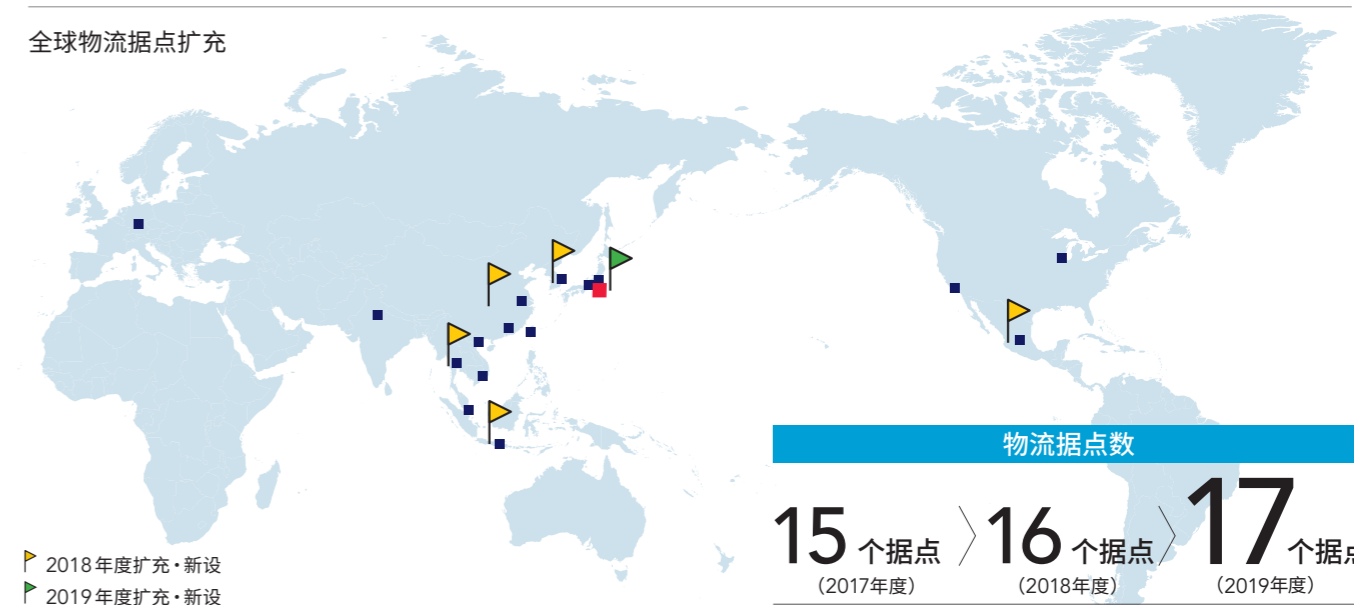 全球物流据点扩充
物流据点数
15 个据点 〉 16 个据点 〉 17 个据点
（2017年度） （2018年度） （2019年度）
2018年度扩充・新设
2019年度扩充・新设